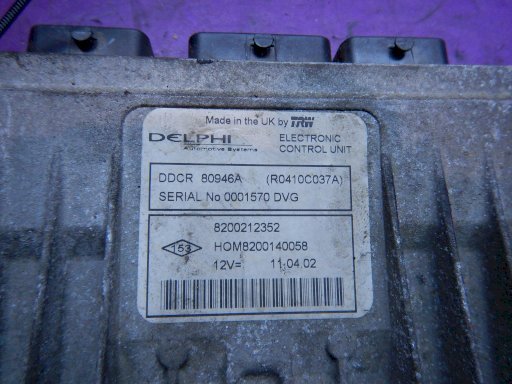 Made in the UK by TRW
DELPHI
Automotive Systems
ELECTRONIC
CONTROL UNIT
DDCR 80946A (R0410C037A)
SERIAL No 0001570 DVG
8200212352
153
HOM8200140058
12V= 11.04.02